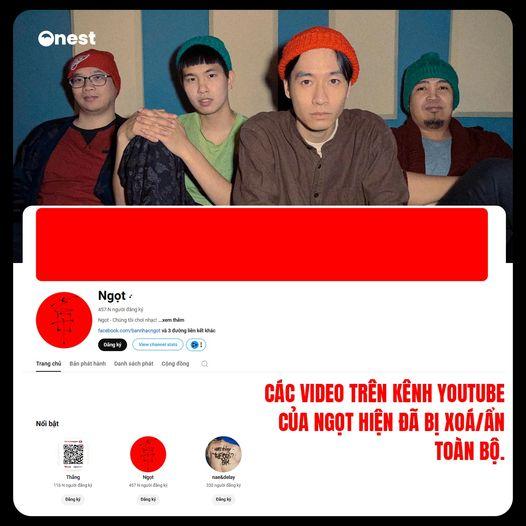 Onest
Ngọt
457 N người đăng ký
Ngọt - Chúng tôi chơi nhạc! ...xem thêm
facebook.com/bannhacngot và 3 đường liên kết khác
Đăng ký
View channel stats
Trang chủ Bản phát hành Danh sách phát Cộng đồng
CÁC VIDEO TRÊN KÊNH YOUTUBE
CỦA NGỌT HIỆN ĐÃ BỊ XOÁ/ẨN
TOÀN BỘ.
Nổi bật
Thắng Ngọt nae&delay
116 N người đăng ký 457 N người đăng ký 330 người đăng ký
Đăng ký Đăng ký Đăng ký